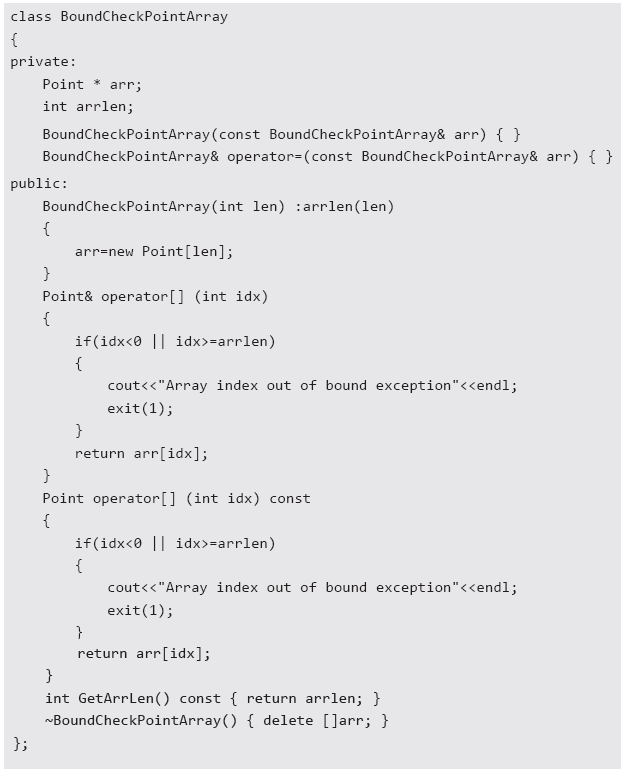 class BoundCheckPointArray
{
private:
    Point * arr;
    int arrlen;
    BoundCheckPointArray(const BoundCheckPointArray& arr) { }
    BoundCheckPointArray& operator=(const BoundCheckPointArray& arr) { }
public:
    BoundCheckPointArray(int len) :arrlen(len)
    {
        arr=new Point[len];
    }
    Point& operator[] (int idx)
    {
        if(idx<0 || idx>=arrlen)
        {
            cout<<"Array index out of bound exception"<<endl;
            exit(1);
        }
        return arr[idx];
    }
    Point operator[] (int idx) const
    {
        if(idx<0 || idx>=arrlen)
        {
            cout<<"Array index out of bound exception"<<endl;
            exit(1);
        }
        return arr[idx];
    }
    int GetArrLen() const { return arrlen; }
    ~BoundCheckPointArray() { delete []arr; }
};